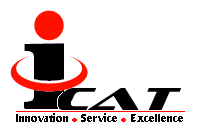 iCAT
Innovation • Service • Excellence